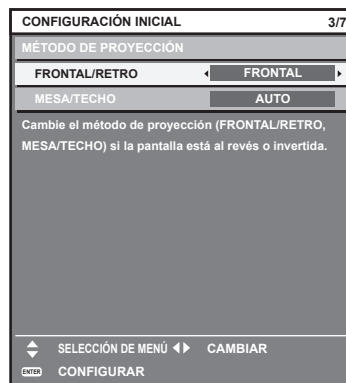 CONFIGURACIÓN INICIAL 3/7
MÉTODO DE PROYECCIÓN
FRONTAL/RETRO FRONTAL
MESA/TECHO AUTO
Cambie el método de proyección (FRONTAL/RETRO,
MESA/TECHO) si la pantalla está al revés o invertida.
SELECCIÓN DE MENÚ CAMBIAR
ENTER CONFIGURAR